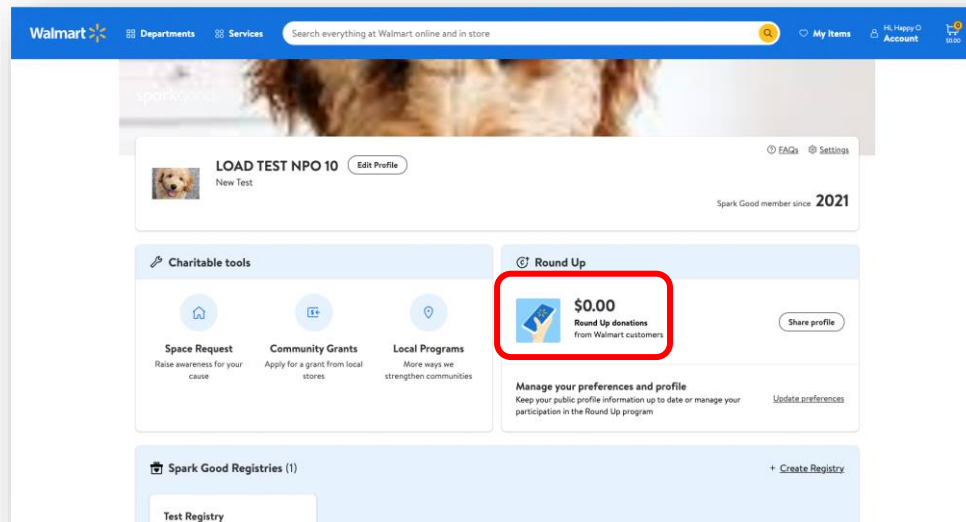 Walmart Departments Services Search everything at Walmart online and in store My Items Hi, Happy O
Account 0
$0.00
sparkgood
LOAD TEST NPO 10 Edit Profile
New Test
FAQs Settings
Spark Good member since 2021
Charitable tools
Space Request
Raise awareness for your
cause
Community Grants
Apply for a grant from local
stores
Local Programs
More ways we
strengthen communities
Round Up
$0.00
Round Up donations
from Walmart customers
Share profile
Manage your preferences and profile
Keep your public profile information up to date or manage your
participation in the Round Up program
Update preferences
Spark Good Registries (1)
+ Create Registry
Test Registry